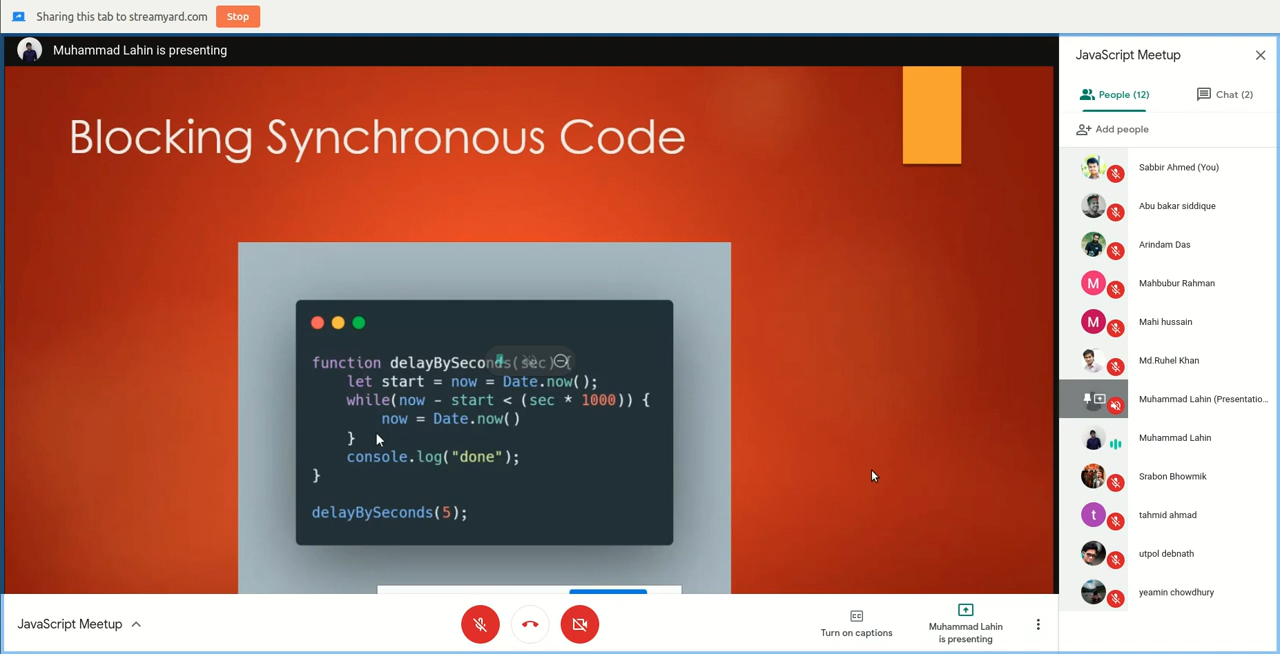 Sharing this tab to streamyard.com Stop
Muhammad Lahin is presenting
Blocking Synchronous Code
function delayBySeconds(sec) {
let start = now = Date.now();
while(now - start < (sec * 1000)) {
now = Date.now()
}
console.log("done");
}
delayBySeconds(5);
JavaScript Meetup
People (12) Chat (2)
Add people
Sabbir Ahmed (You)
Abu bakar siddique
Arindam Das
M Mahbubur Rahman
M Mahi hussain
Md.Ruhel Khan
Muhammad Lahin (Presentatio...
Muhammad Lahin
Srabon Bhowmik
t tahmid ahmad
utpol debnath
yeamin chowdhury
JavaScript Meetup
Turn on captions
Muhammad Lahin
is presenting